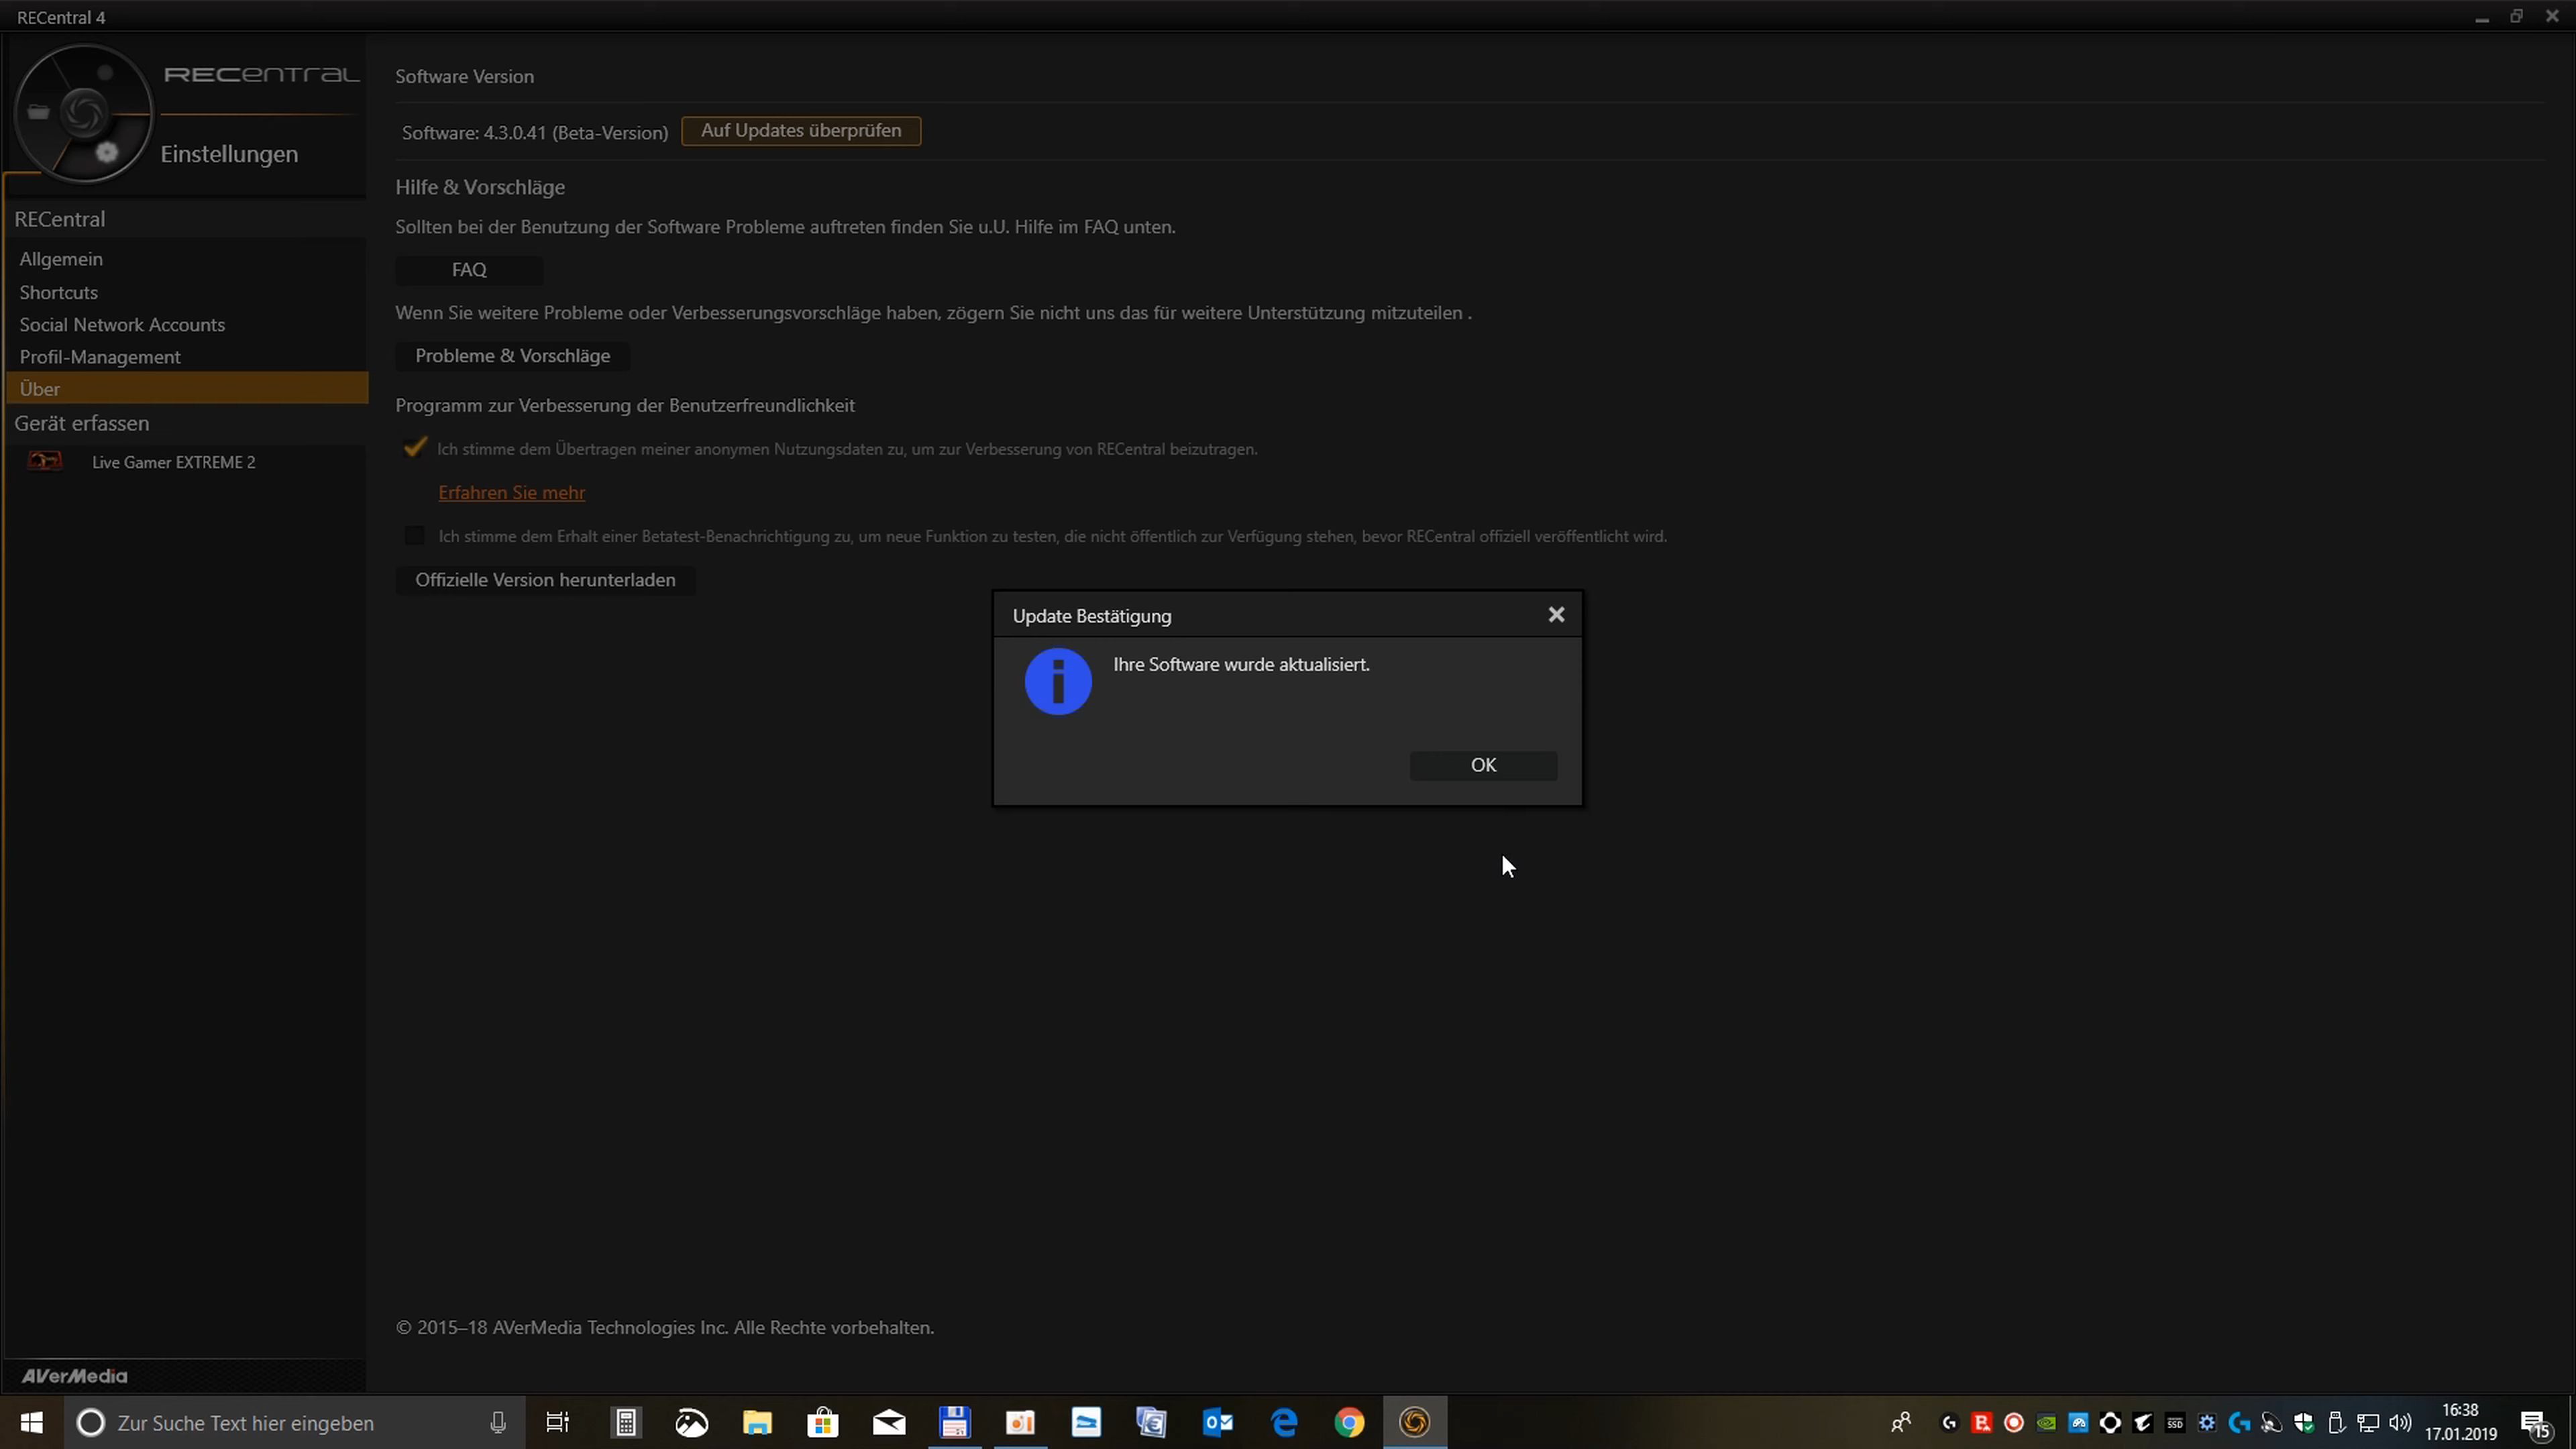 RECentral 4
RECentral
Einstellungen
RECentral
Allgemein
Shortcuts
Social Network Accounts
Profil-Management
Über
Gerät erfassen
Live Gamer EXTREME 2
AVerMedia
Software Version
Software: 4.3.0.41 (Beta-Version) Auf Updates überprüfen
Hilfe & Vorschläge
Sollten bei der Benutzung der Software Probleme auftreten finden Sie u.U. Hilfe im FAQ unten.
FAQ
Wenn Sie weitere Probleme oder Verbesserungsvorschläge haben, zögern Sie nicht uns das für weitere Unterstützung mitzuteilen .
Probleme & Vorschläge
Programm zur Verbesserung der Benutzerfreundlichkeit
Ich stimme dem Übertragen meiner anonymen Nutzungsdaten zu, um zur Verbesserung von RECentral beizutragen.
Erfahren Sie mehr
Ich stimme dem Erhalt einer Betatest-Benachrichtigung zu, um neue Funktion zu testen, die nicht öffentlich zur Verfügung stehen, bevor RECentral offiziell veröffentlicht wird.
Offizielle Version herunterladen
Update Bestätigung
Ihre Software wurde aktualisiert.
OK
© 2015–18 AVerMedia Technologies Inc. Alle Rechte vorbehalten.
Zur Suche Text hier eingeben
SSD
16:38
17.01.2019
15